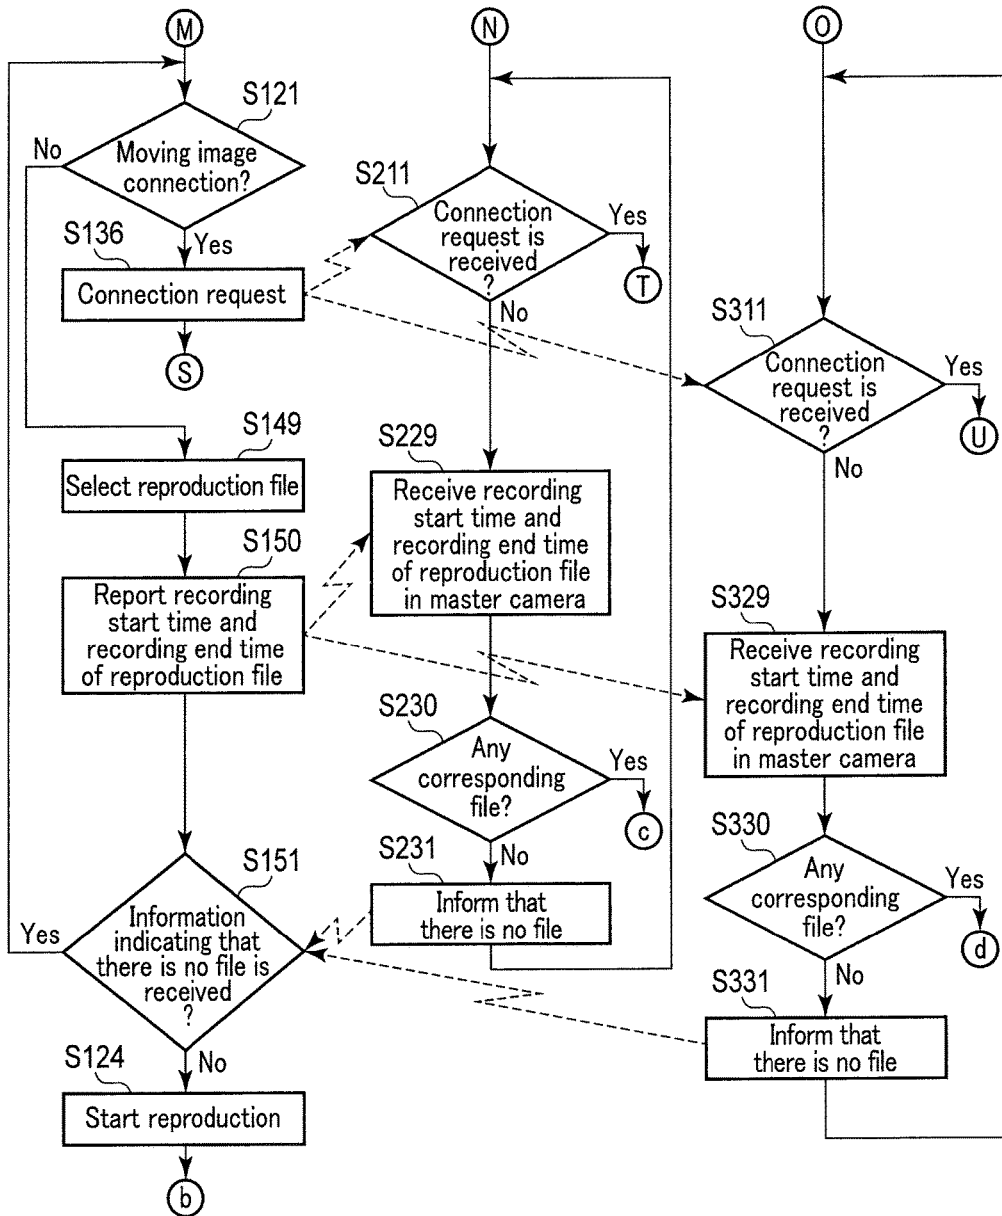 M
N
O
S121
No
Moving image
connection?
Yes
S136
Connection request
S
S211
Connection
request is
received
?
Yes
T
No
S311
Connection
request is
received
?
Yes
U
No
S149
Select reproduction file
S150
Report recording
start time and
recording end time
of reproduction file
S229
Receive recording
start time and
recording end time
of reproduction file
in master camera
S329
Receive recording
start time and
recording end time
of reproduction file
in master camera
S230
Any
corresponding
file?
Yes
c
No
S231
Inform that
there is no file
S330
Any
corresponding
file?
Yes
d
No
S331
Inform that
there is no file
S151
Yes
Information
indicating that
there is no file is
received
?
No
S124
Start reproduction
b